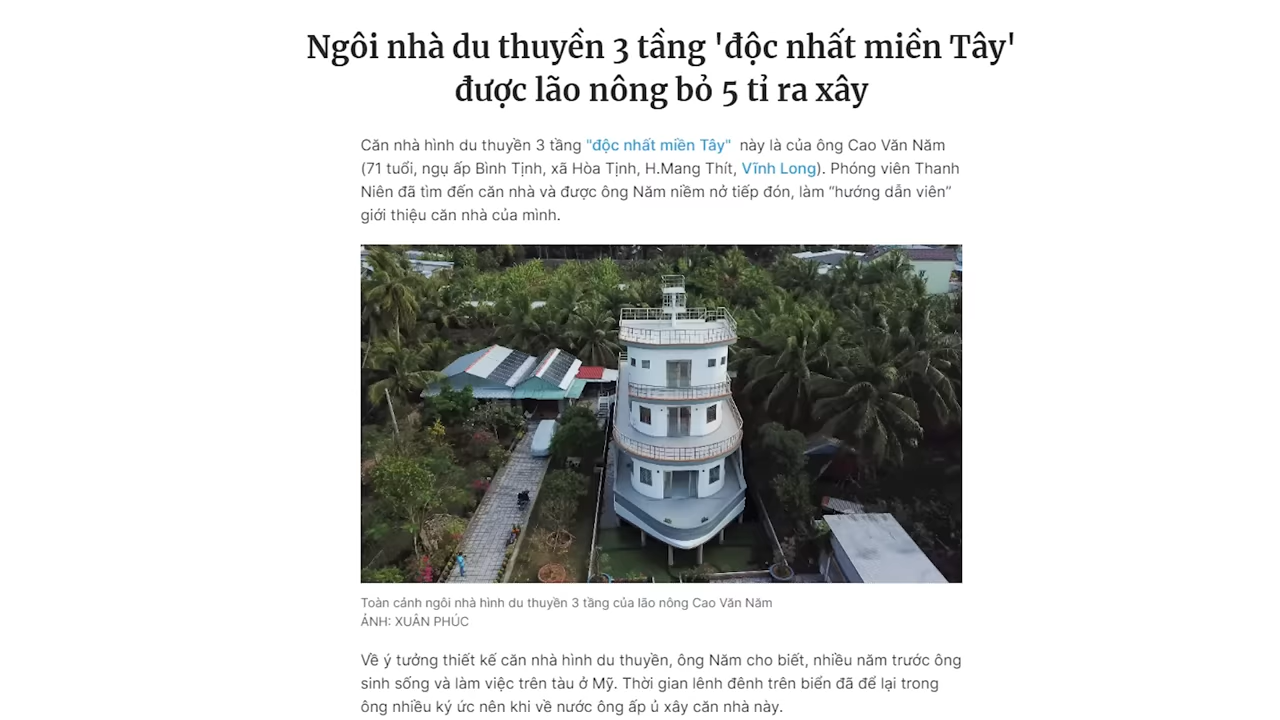 Ngôi nhà du thuyền 3 tầng 'độc nhất miền Tây'
được lão nông bỏ 5 tỉ ra xây
Căn nhà hình du thuyền 3 tầng "độc nhất miền Tây" này là của ông Cao Văn Năm
(71 tuổi, ngụ ấp Bình Tịnh, xã Hòa Tịnh, H.Mang Thít, Vĩnh Long). Phóng viên Thanh
Niên đã tìm đến căn nhà và được ông Năm niềm nở tiếp đón, làm “hướng dẫn viên”
giới thiệu căn nhà của mình.
Toàn cảnh ngôi nhà hình du thuyền 3 tầng của lão nông Cao Văn Năm
ẢNH: XUÂN PHÚC
Về ý tưởng thiết kế căn nhà hình du thuyền, ông Năm cho biết, nhiều năm trước ông
sinh sống và làm việc trên tàu ở Mỹ. Thời gian lênh đênh trên biển đã để lại trong
ông nhiều ký ức nên khi về nước ông ấp ủ xây căn nhà này.